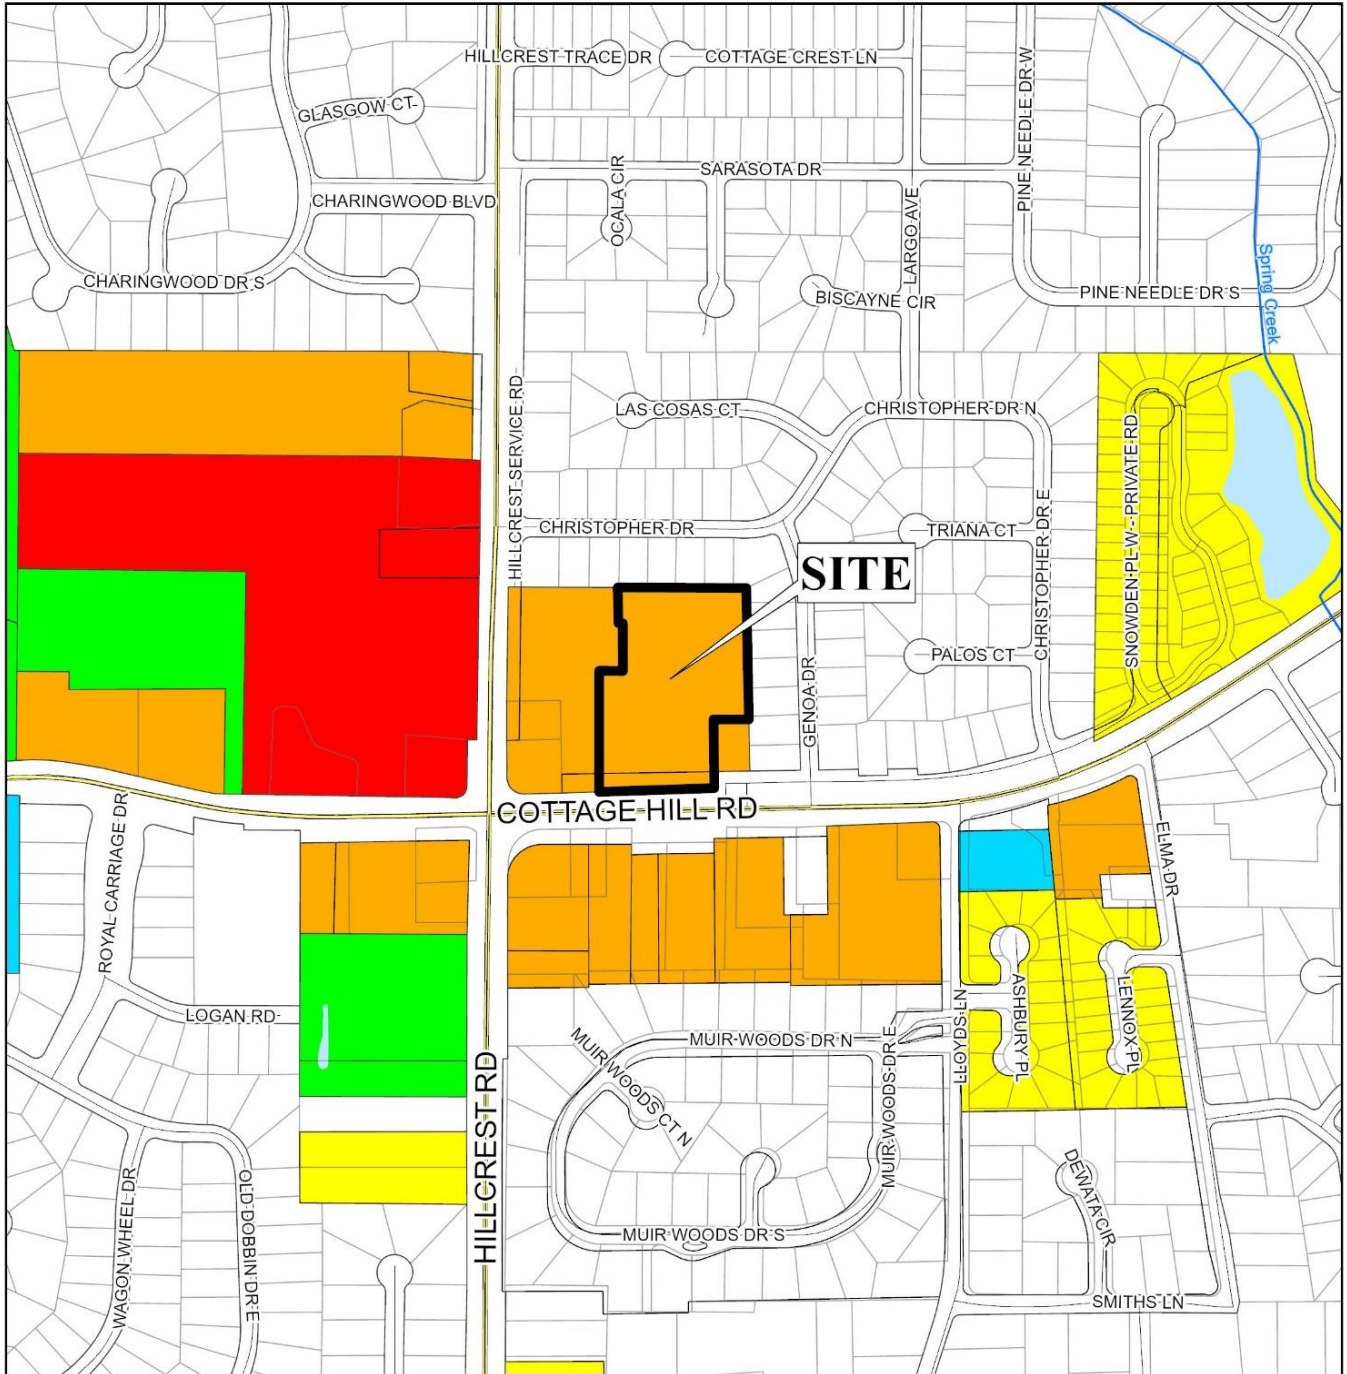 HILLCREST TRACE DR
COTTAGE CREST LN
GLASGOW CT
PINE NEEDLE DR W
SARASOTA DR
OCALA CIR
CHARINGWOOD BLVD
LARGO AVE
CHARINGWOOD DR S
BISCAYNE CIR
PINE NEEDLE DR S
Spring Creek
HILLCREST SERVICE RD
LAS COSAS CT
CHRISTOPHER DR N
SNOWDEN PL W - PRIVATE RD
CHRISTOPHER DR
TRIANA CT
CHRISTOPHER DR E
SITE
PALOS CT
GENOA DR
COTTAGE HILL RD
ROYAL CARRIAGE DR
EL MA DR
LOGAN RD
ASHBURY PL
LENNOX PL
LLOYDS LN
MUIR WOODS DR N
MUIR WOODS CT N
MUIR WOODS DR E
HILLCREST RD
WAGON WHEEL DR
OLD DOBBIN DR E
MUIR WOODS DR S
DEWATA CIR
SMITHS LN